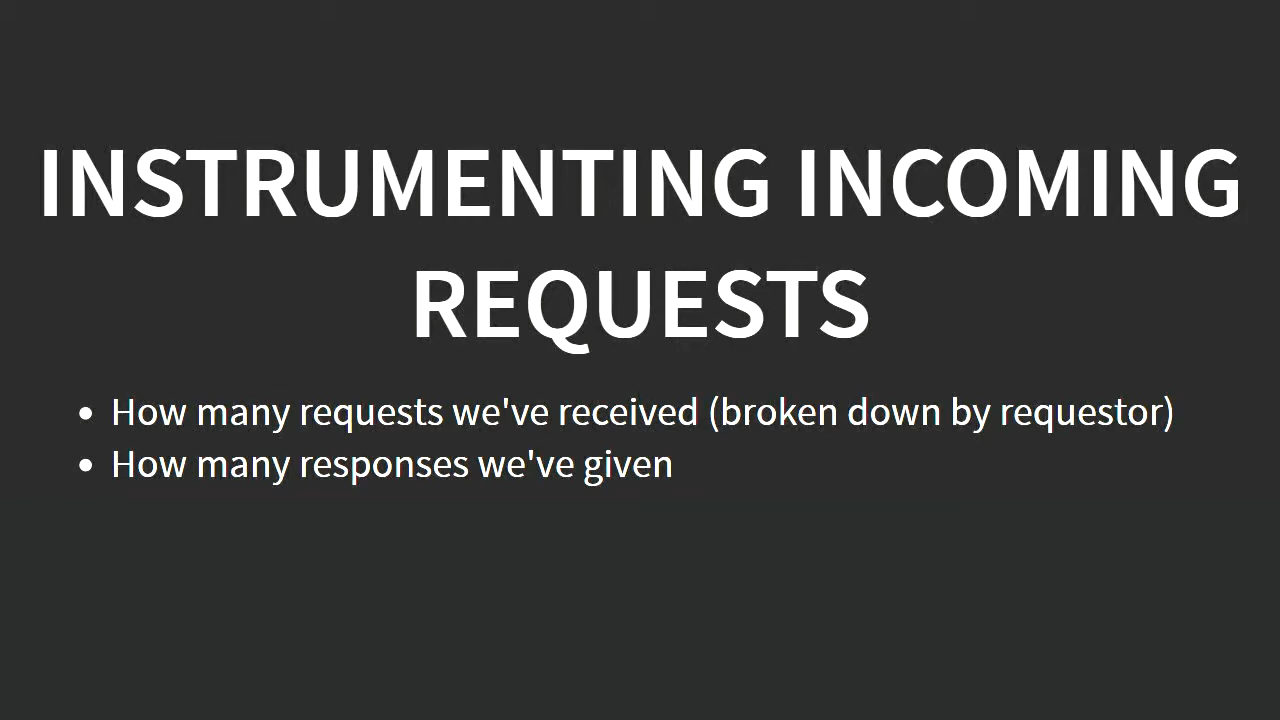 INSTRUMENTING INCOMING
REQUESTS
• How many requests we've received (broken down by requestor)
• How many responses we've given